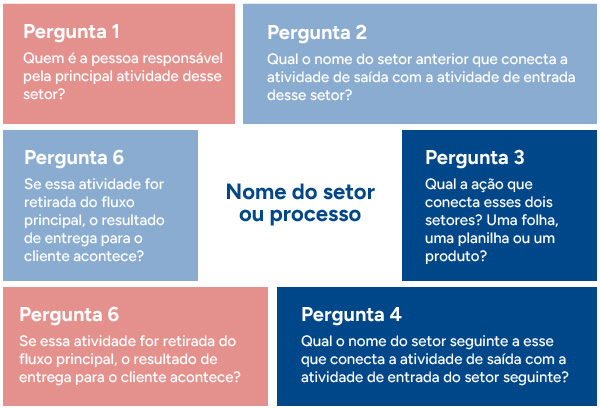 Pergunta 1
Quem é a pessoa responsável
pela principal atividade desse
setor?
Pergunta 2
Qual o nome do setor anterior que conecta a
atividade de saída com a atividade de entrada
desse setor?
Pergunta 6
Se essa atividade for
retirada do fluxo
principal, o resultado
de entrega para o
cliente acontece?
Nome do setor
ou processo
Pergunta 3
Qual a ação que
conecta esses dois
setores? Uma folha,
uma planilha ou um
produto?
Pergunta 6
Se essa atividade for retirada do
fluxo principal, o resultado de
entrega para o cliente acontece?
Pergunta 4
Qual o nome do setor seguinte a esse
que conecta a atividade de saída com a
atividade de entrada do setor seguinte?